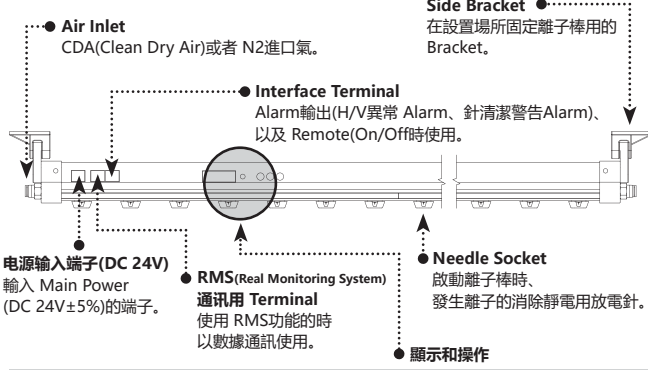 Side Bracket
在設置場所固定離子棒用的
Bracket。
Air Inlet
CDA(Clean Dry Air)或者 N2進口氣。
Interface Terminal
Alarm輸出(H/V異常 Alarm、針清潔警告Alarm)、
以及 Remote(On/Off時使用。
电源输入端子(DC 24V)
輸入 Main Power
(DC 24V±5%)的端子。
RMS(Real Monitoring System)
通讯用 Terminal
使用 RMS功能的時
以數據通訊使用。
Needle Socket
啟動離子棒時、
發生離子的消除靜電用放電針。
顯示和操作